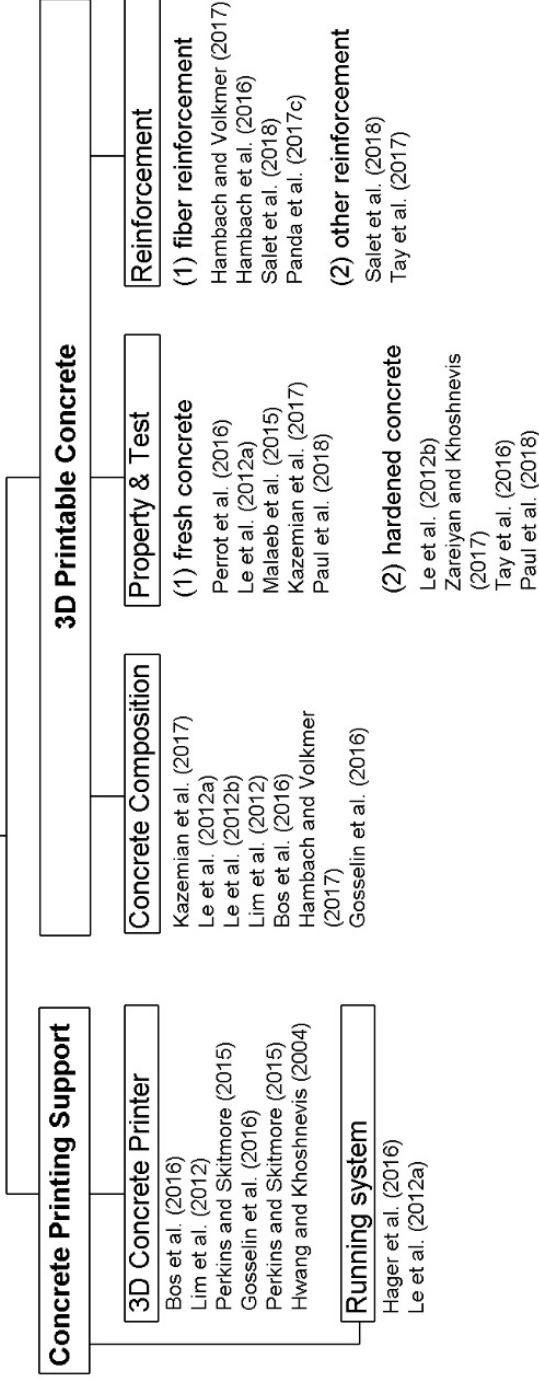 Concrete Printing Support
3D Concrete Printer
Bos et al. (2016)
Lim et al. (2012)
Perkins and Skitmore (2015)
Gosselin et al. (2016)
Perkins and Skitmore (2015)
Hwang and Khoshnevis (2004)
Running system
Hager et al. (2016)
Le et al. (2012a)
3D Printable Concrete
Concrete Composition
Kazemian et al. (2017)
Le et al. (2012a)
Le et al. (2012b)
Lim et al. (2012)
Bos et al. (2016)
Hambach and Volkmer
(2017)
Gosselin et al. (2016)
Property & Test
(1) fresh concrete
Perrot et al. (2016)
Le et al. (2012a)
Malaeb et al. (2015)
Kazemian et al. (2017)
Paul et al. (2018)
(2) hardened concrete
Le et al. (2012b)
Zareiyan and Khoshnevis
(2017)
Tay et al. (2016)
Paul et al. (2018)
Reinforcement
(1) fiber reinforcement
Hambach and Volkmer (2017)
Hambach et al. (2016)
Salet et al. (2018)
Panda et al. (2017c)
(2) other reinforcement
Salet et al. (2018)
Tay et al. (2017)